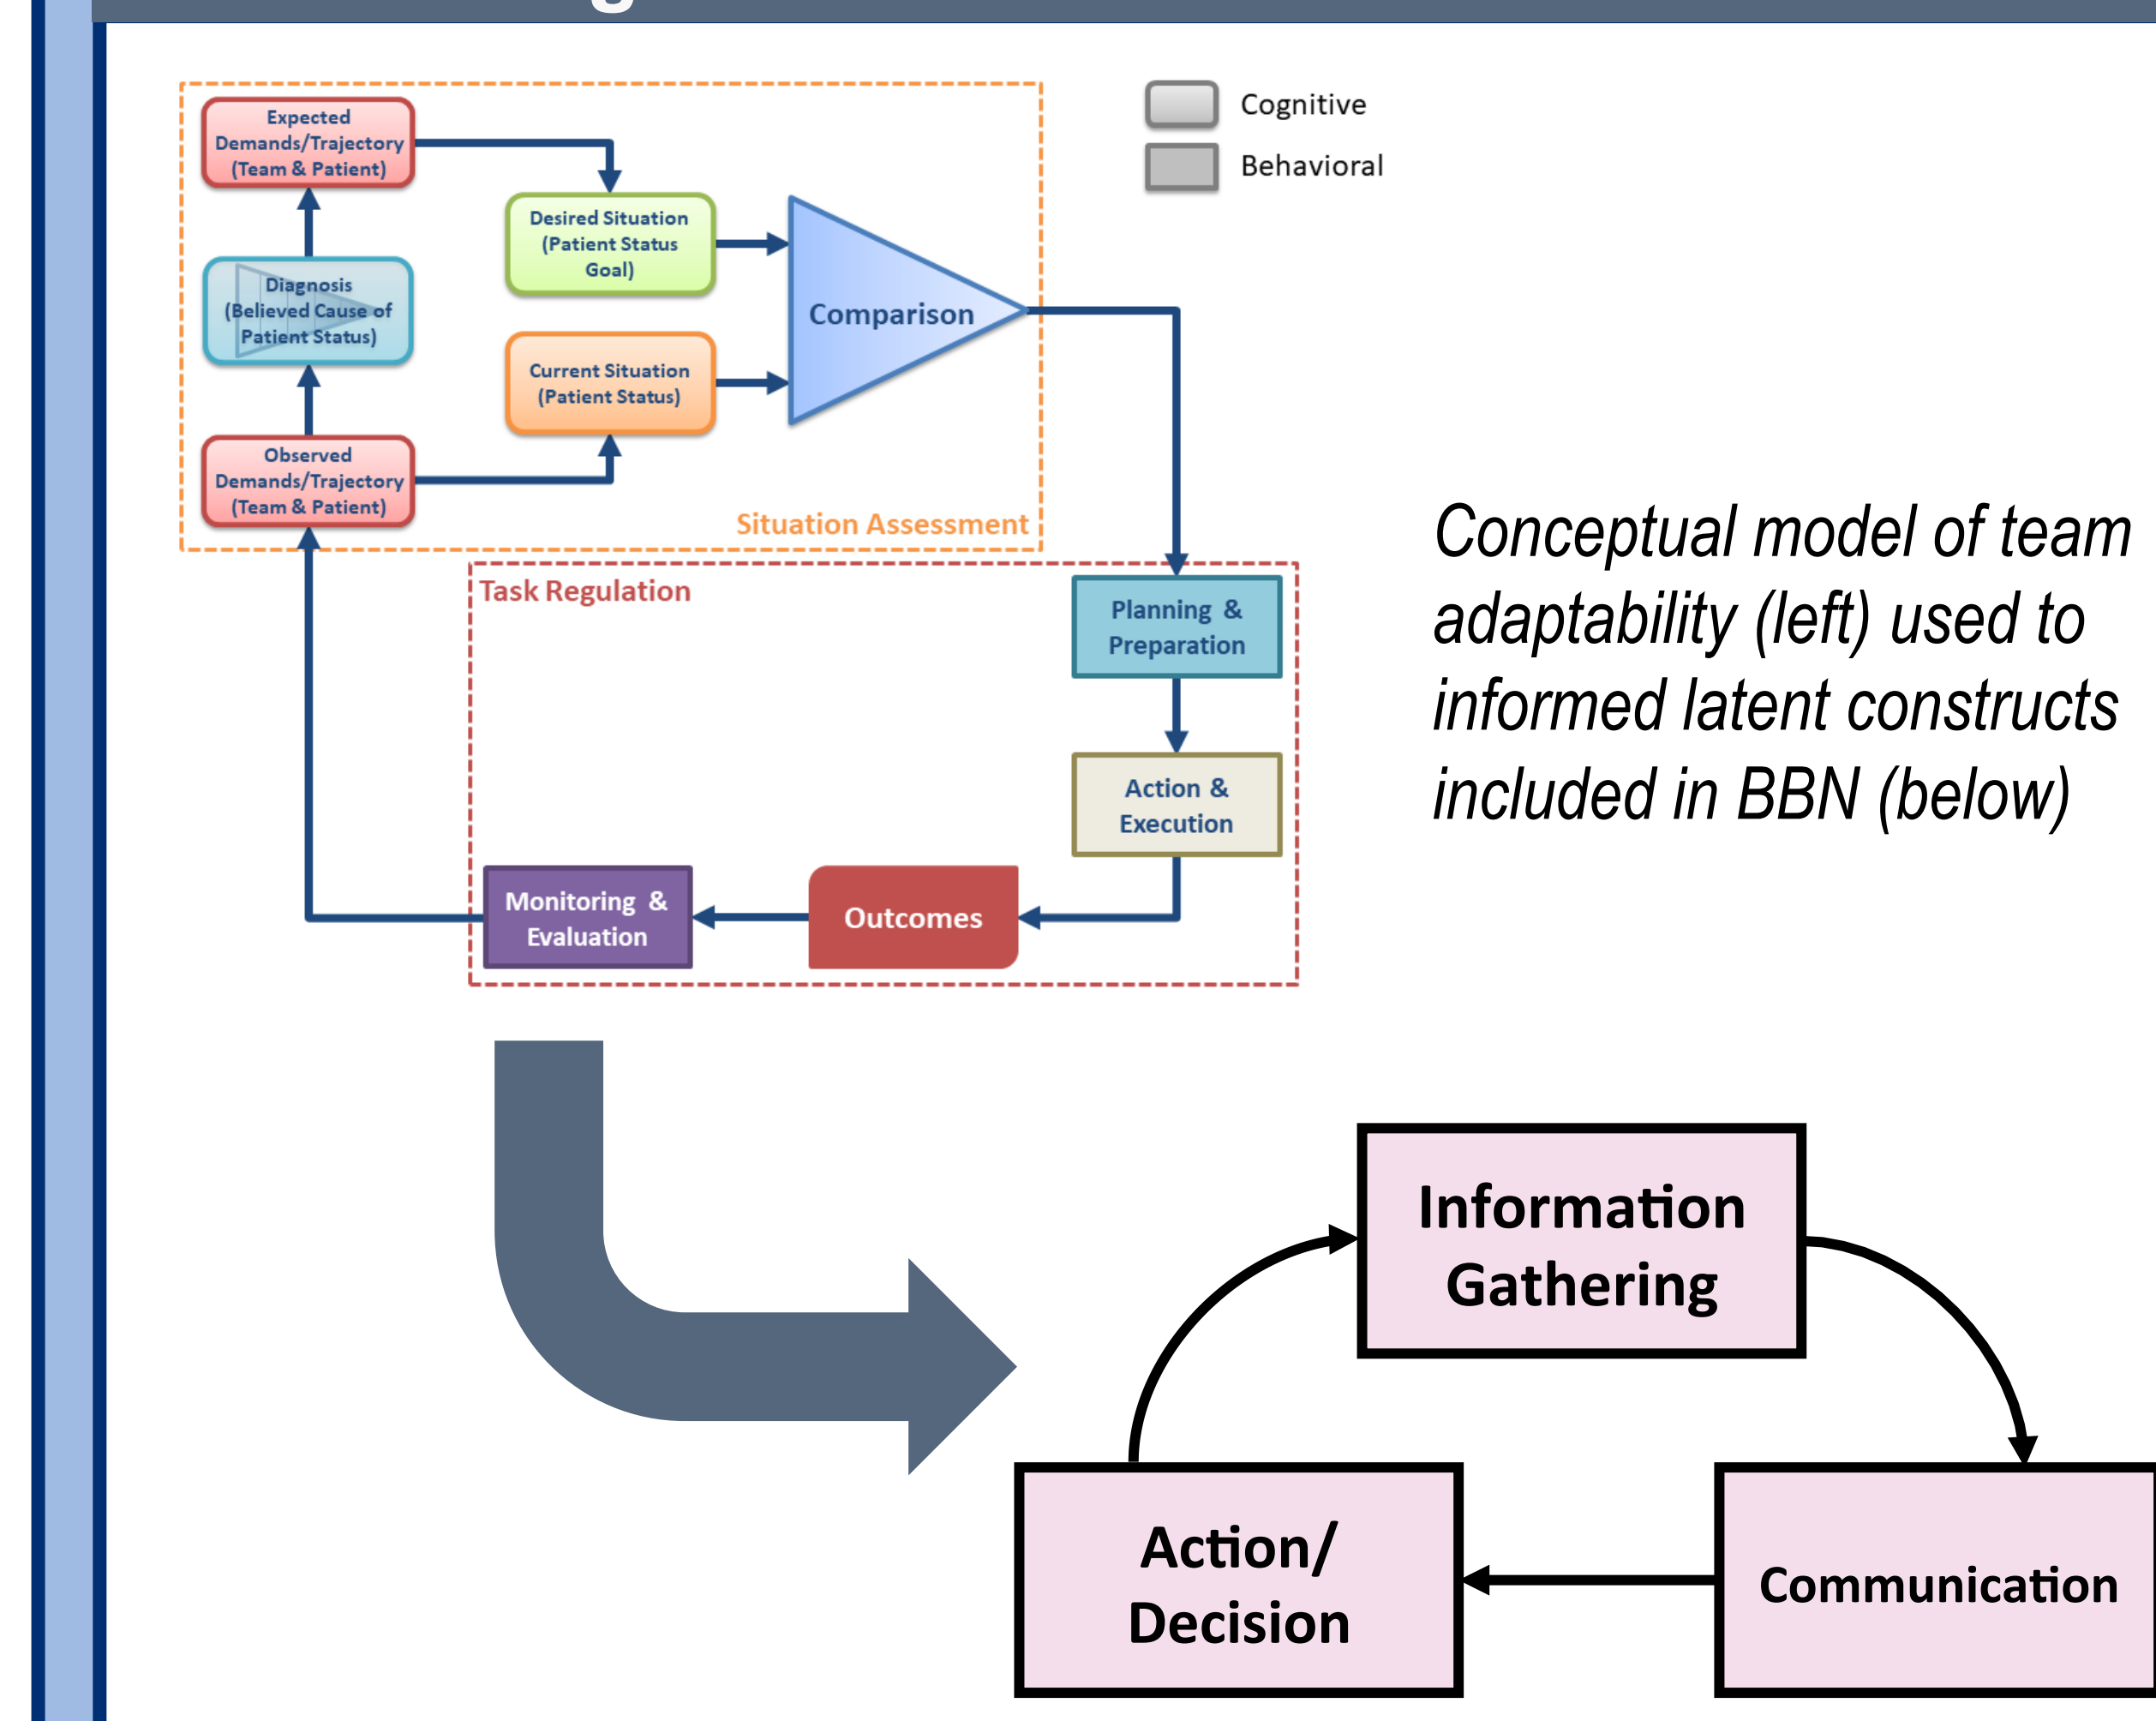 Expected
Demands/Trajectory
(Team & Patient)
Diagnosis
(Believed Cause of
Patient Status)
Observed
Demands/Trajectory
(Team & Patient)
Desired Situation
(Patient Status
Goal)
Current Situation
(Patient Status)
Comparison
Situation Assessment
Cognitive
Behavioral
Task Regulation
Planning &
Preparation
Action &
Execution
Outcomes
Monitoring &
Evaluation
Conceptual model of team
adaptability (left) used to
informed latent constructs
included in BBN (below)
Information
Gathering
Communication
Action/
Decision